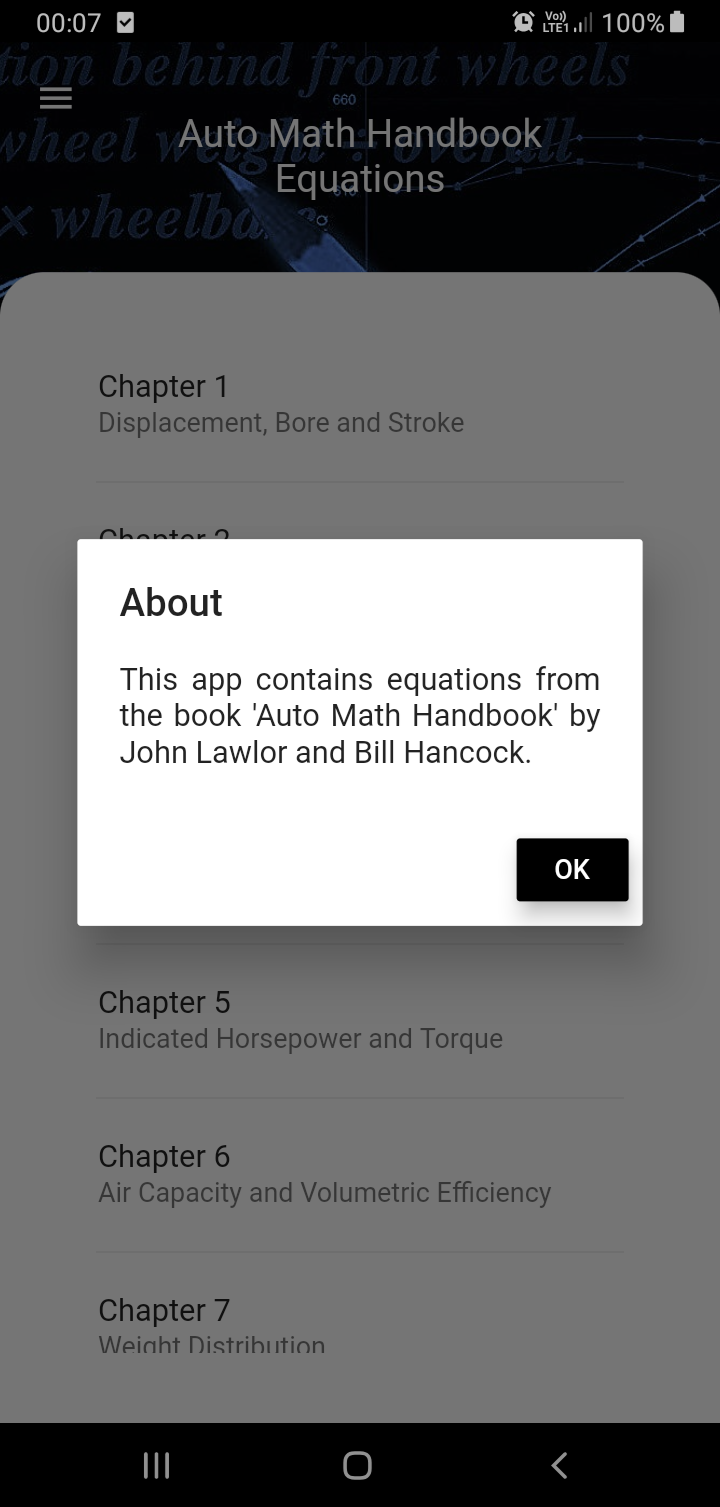 00:07
Vo)) LTE1 100%
tion behind front wheels
660
wheel weight ÷ overall
Auto Math Handbook
Equations
× wheelba
Chapter 1
Displacement, Bore and Stroke
Chapter 2
About
This app contains equations from
the book 'Auto Math Handbook' by
John Lawlor and Bill Hancock.
OK
Chapter 5
Indicated Horsepower and Torque
Chapter 6
Air Capacity and Volumetric Efficiency
Chapter 7
Weight Distribution